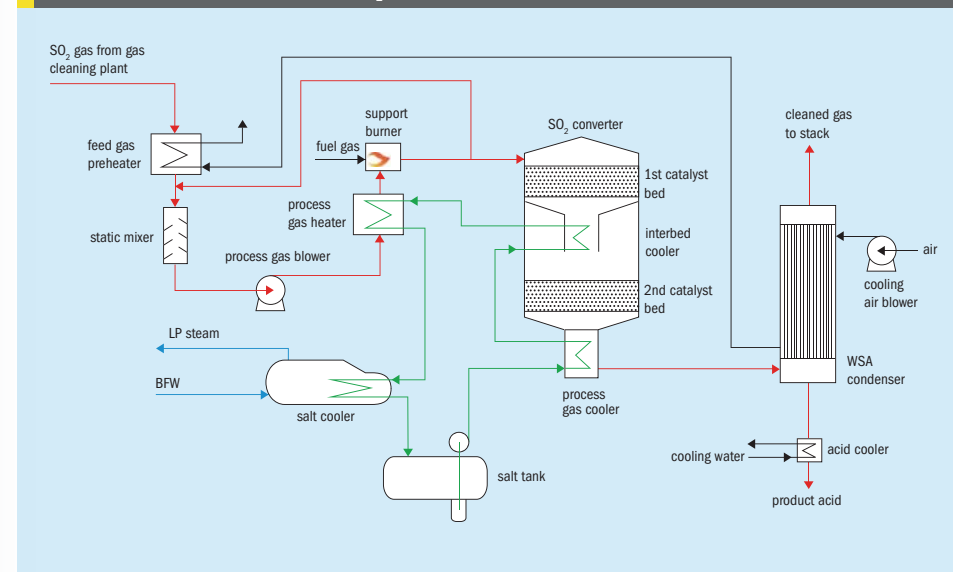 SO2 gas from gas
cleaning plant
feed gas
preheater
static mixer
process gas blower
support
burner
fuel gas
process
gas heater
SO2 converter
1st catalyst
bed
interbed
cooler
2nd catalyst
bed
process
gas cooler
cleaned gas
to stack
air
cooling
air blower
WSA
condenser
LP steam
BFW
salt cooler
salt tank
cooling water
acid cooler
product acid